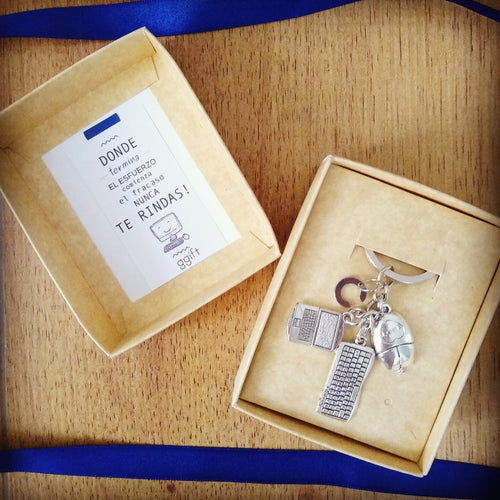 DONDE
termina
EL ESFUERZO
comienza
el fracaso
NUNCA
TE RINDAS!
ggift
C